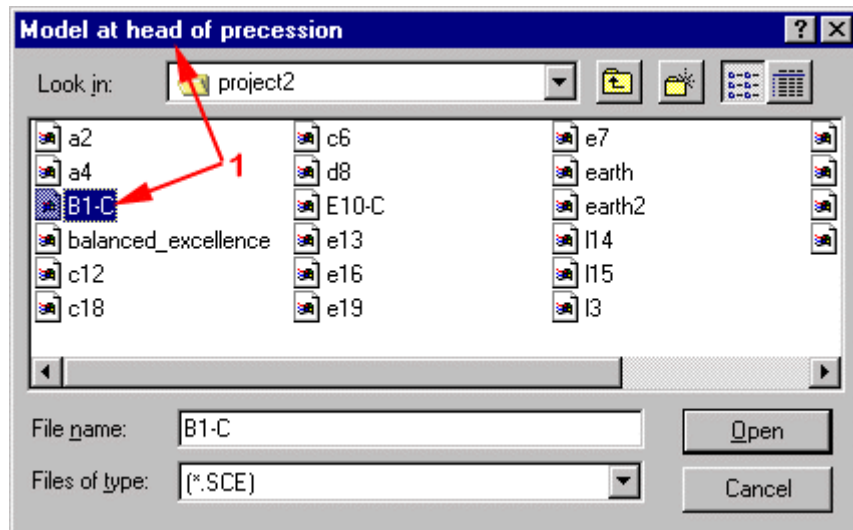 Model at head of precession
Look in: project2
a2 c6 e7
a4 d8 earth
B1-C E10-C earth2
balanced_excellence e13 l14
c12 e16 l15
c18 e19 l3
1
File name: B1-C Open
Files of type: (*.SCE) Cancel